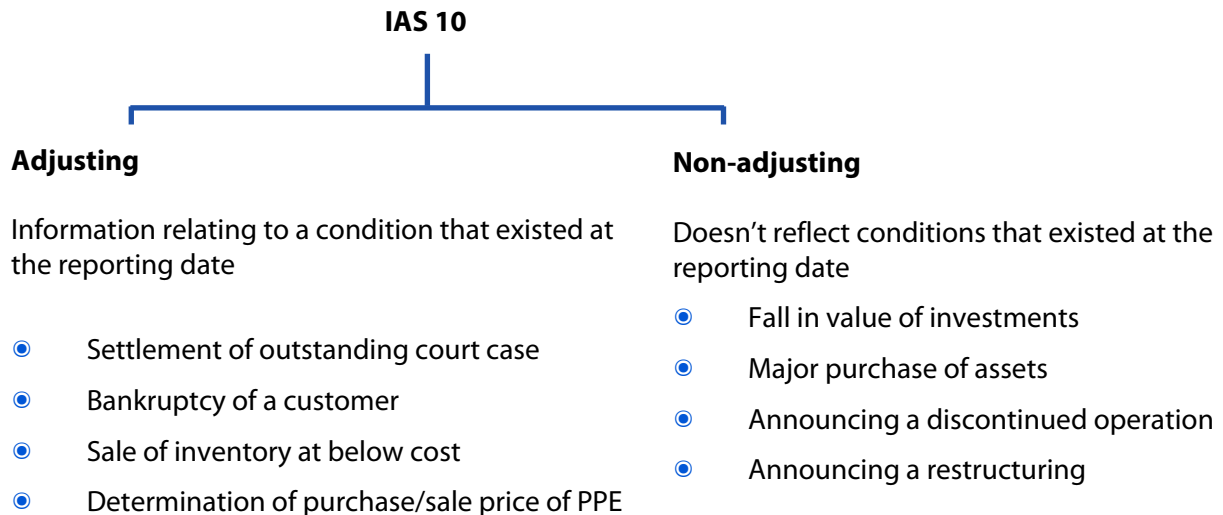 IAS 10
Adjusting
Information relating to a condition that existed at
the reporting date
Settlement of outstanding court case
Bankruptcy of a customer
Sale of inventory at below cost
Determination of purchase/sale price of PPE
Non-adjusting
Doesn’t reflect conditions that existed at the
reporting date
Fall in value of investments
Major purchase of assets
Announcing a discontinued operation
Announcing a restructuring